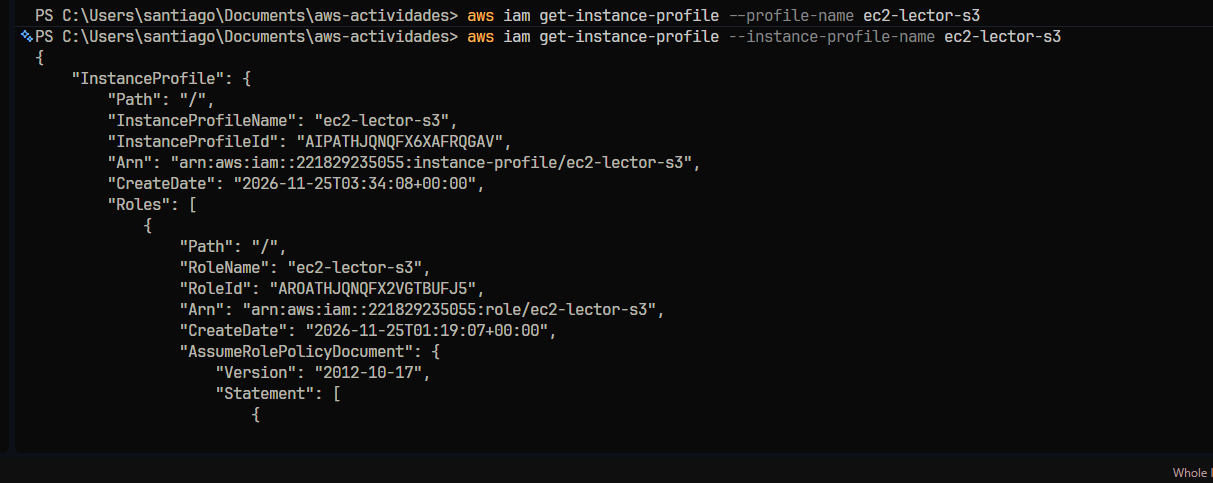 PS C:\Users\santiago\Documents\aws-actividades> aws iam get-instance-profile --profile-name ec2-lector-s3
PS C:\Users\santiago\Documents\aws-actividades> aws iam get-instance-profile --instance-profile-name ec2-lector-s3
{
    "InstanceProfile": {
        "Path": "/",
        "InstanceProfileName": "ec2-lector-s3",
        "InstanceProfileId": "AIPATHJQNQFX6XAFRQGAV",
        "Arn": "arn:aws:iam::221829235055:instance-profile/ec2-lector-s3",
        "CreateDate": "2026-11-25T03:34:08+00:00",
        "Roles": [
            {
                "Path": "/",
                "RoleName": "ec2-lector-s3",
                "RoleId": "AROATHJQNQFX2VGTBUFJ5",
                "Arn": "arn:aws:iam::221829235055:role/ec2-lector-s3",
                "CreateDate": "2026-11-25T01:19:07+00:00",
                "AssumeRolePolicyDocument": {
                    "Version": "2012-10-17",
                    "Statement": [
                        {
Whole